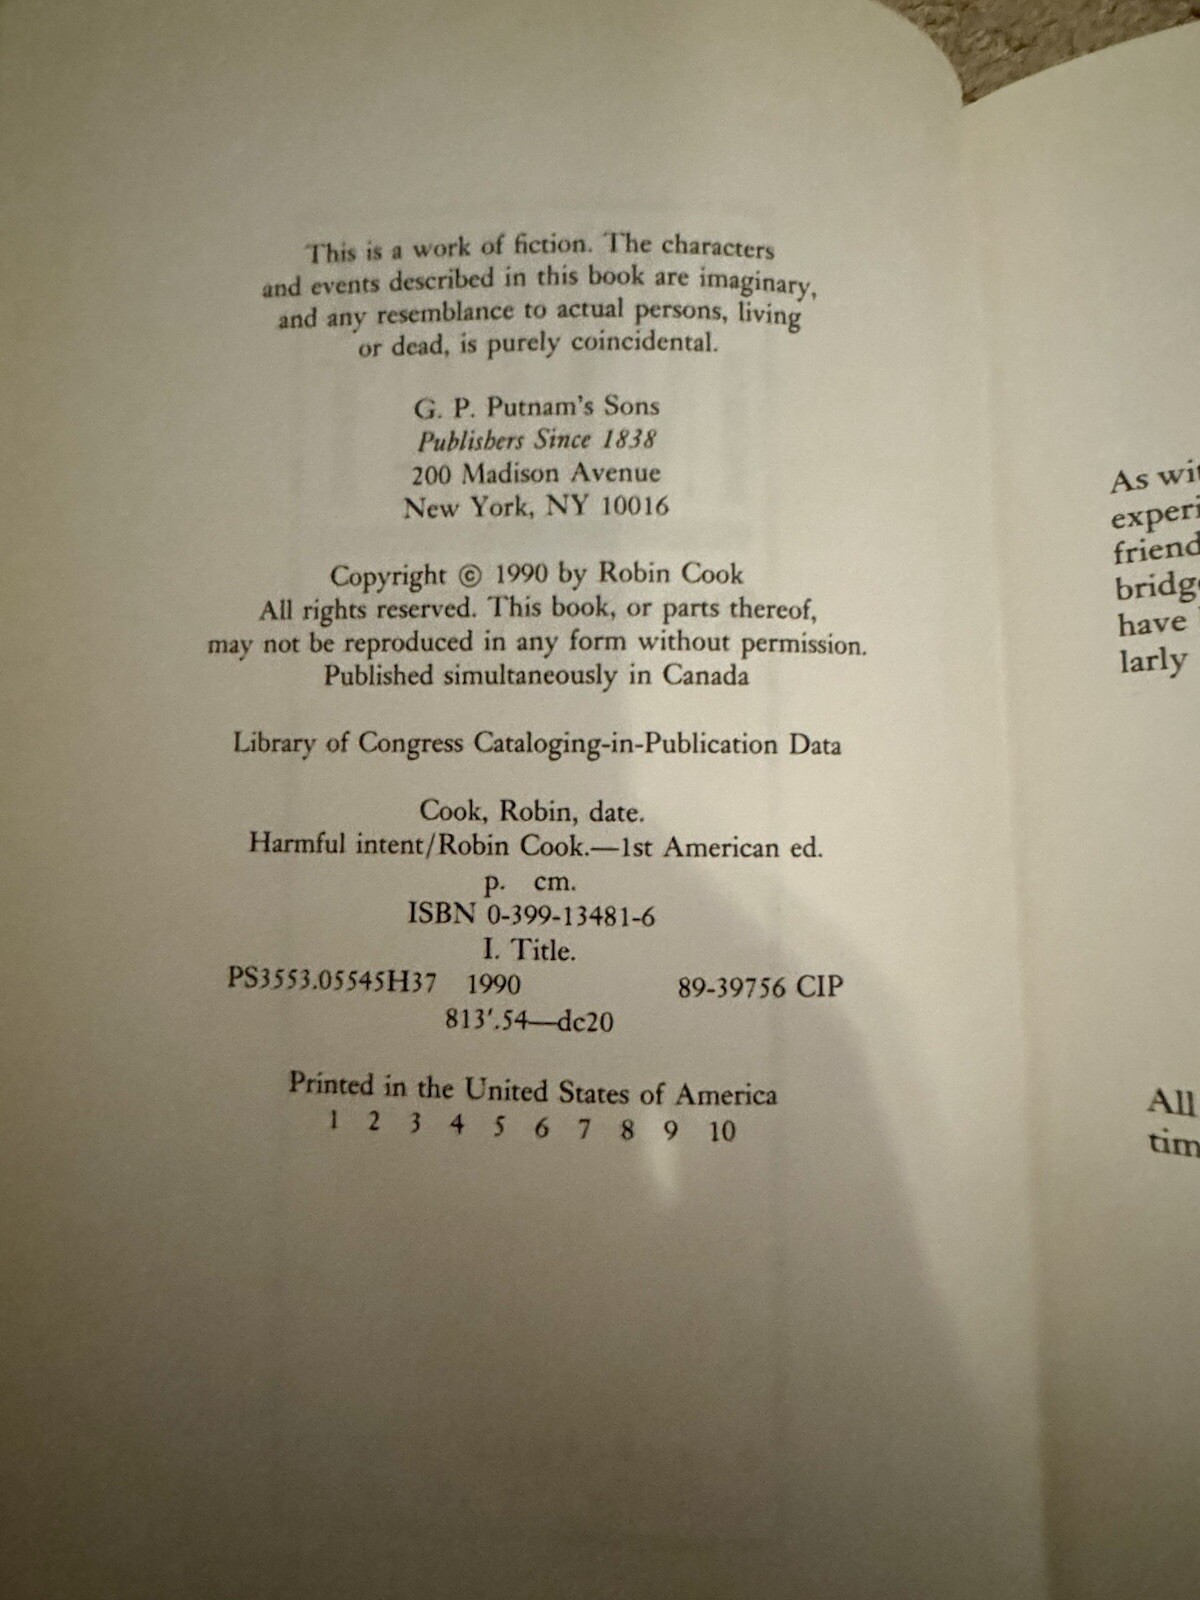 This is a work of fiction. The characters
and events described in this book are imaginary,
and any resemblance to actual persons, living
or dead, is purely coincidental.
G. P. Putnam's Sons
Publishers Since 1838
200 Madison Avenue
New York, NY 10016
Copyright © 1990 by Robin Cook
All rights reserved. This book, or parts thereof,
may not be reproduced in any form without permission.
Published simultaneously in Canada
Library of Congress Cataloging-in-Publication Data
Cook, Robin, date.
Harmful intent/Robin Cook.—1st American ed.
p. cm.
ISBN 0-399-13481-6
I. Title.
PS3553.05545H37 1990 89-39756 CIP
813'.54—dc20
Printed in the United States of America
1 2 3 4 5 6 7 8 9 10
As wit
experi
friend
bridg
have
larly
All
tim